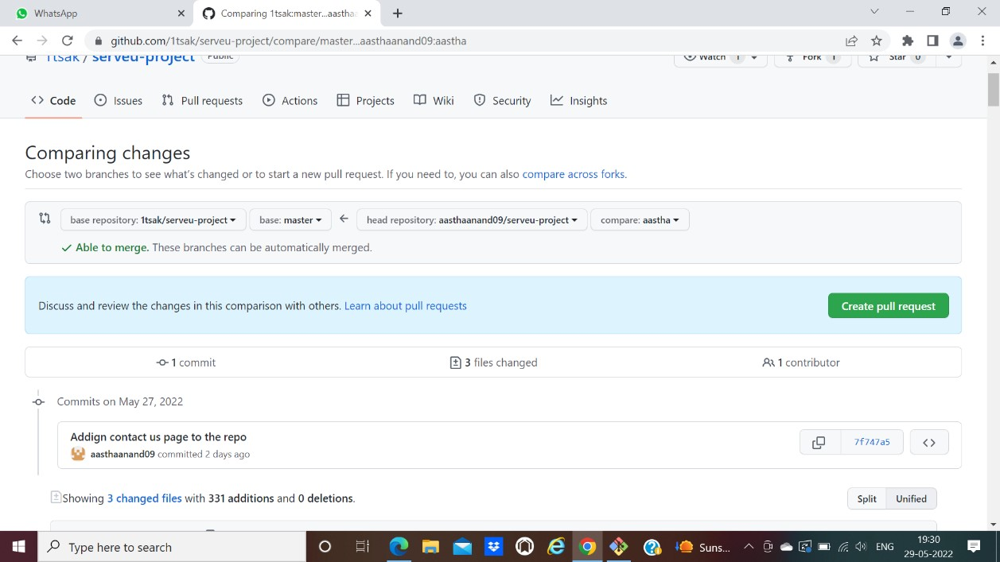 WhatsApp
Comparing 1tsak:master...aastha
github.com/1tsak/serveu-project/compare/master...aasthaanand09:aastha
1tsak / serveu-project Public
Watch 1 Fork 1 Star 0
Code Issues Pull requests Actions Projects Wiki Security Insights
Comparing changes
Choose two branches to see what's changed or to start a new pull request. If you need to, you can also compare across forks.
base repository: 1tsak/serveu-project base: master head repository: aasthaanand09/serveu-project compare: aastha
Able to merge. These branches can be automatically merged.
Discuss and review the changes in this comparison with others. Learn about pull requests
Create pull request
1 commit 3 files changed 1 contributor
Commits on May 27, 2022
Addign contact us page to the repo
aasthaanand09 committed 2 days ago
7f747a5
Showing 3 changed files with 331 additions and 0 deletions.
Split Unified
Type here to search
Suns...
ENG
19:30
29-05-2022